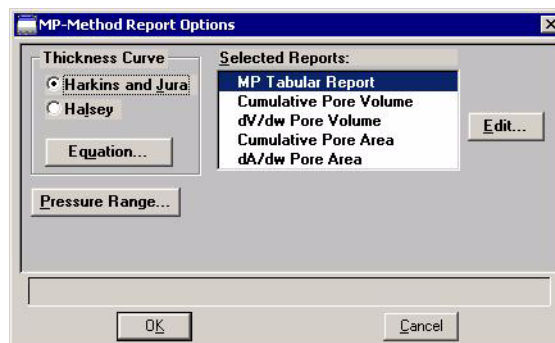 MP-Method Report Options
Thickness Curve
Harkins and Jura
Halsey
Equation...
Pressure Range...
Selected Reports:
MP Tabular Report
Cumulative Pore Volume
dV/dw Pore Volume
Cumulative Pore Area
dA/dw Pore Area
Edit...
OK
Cancel